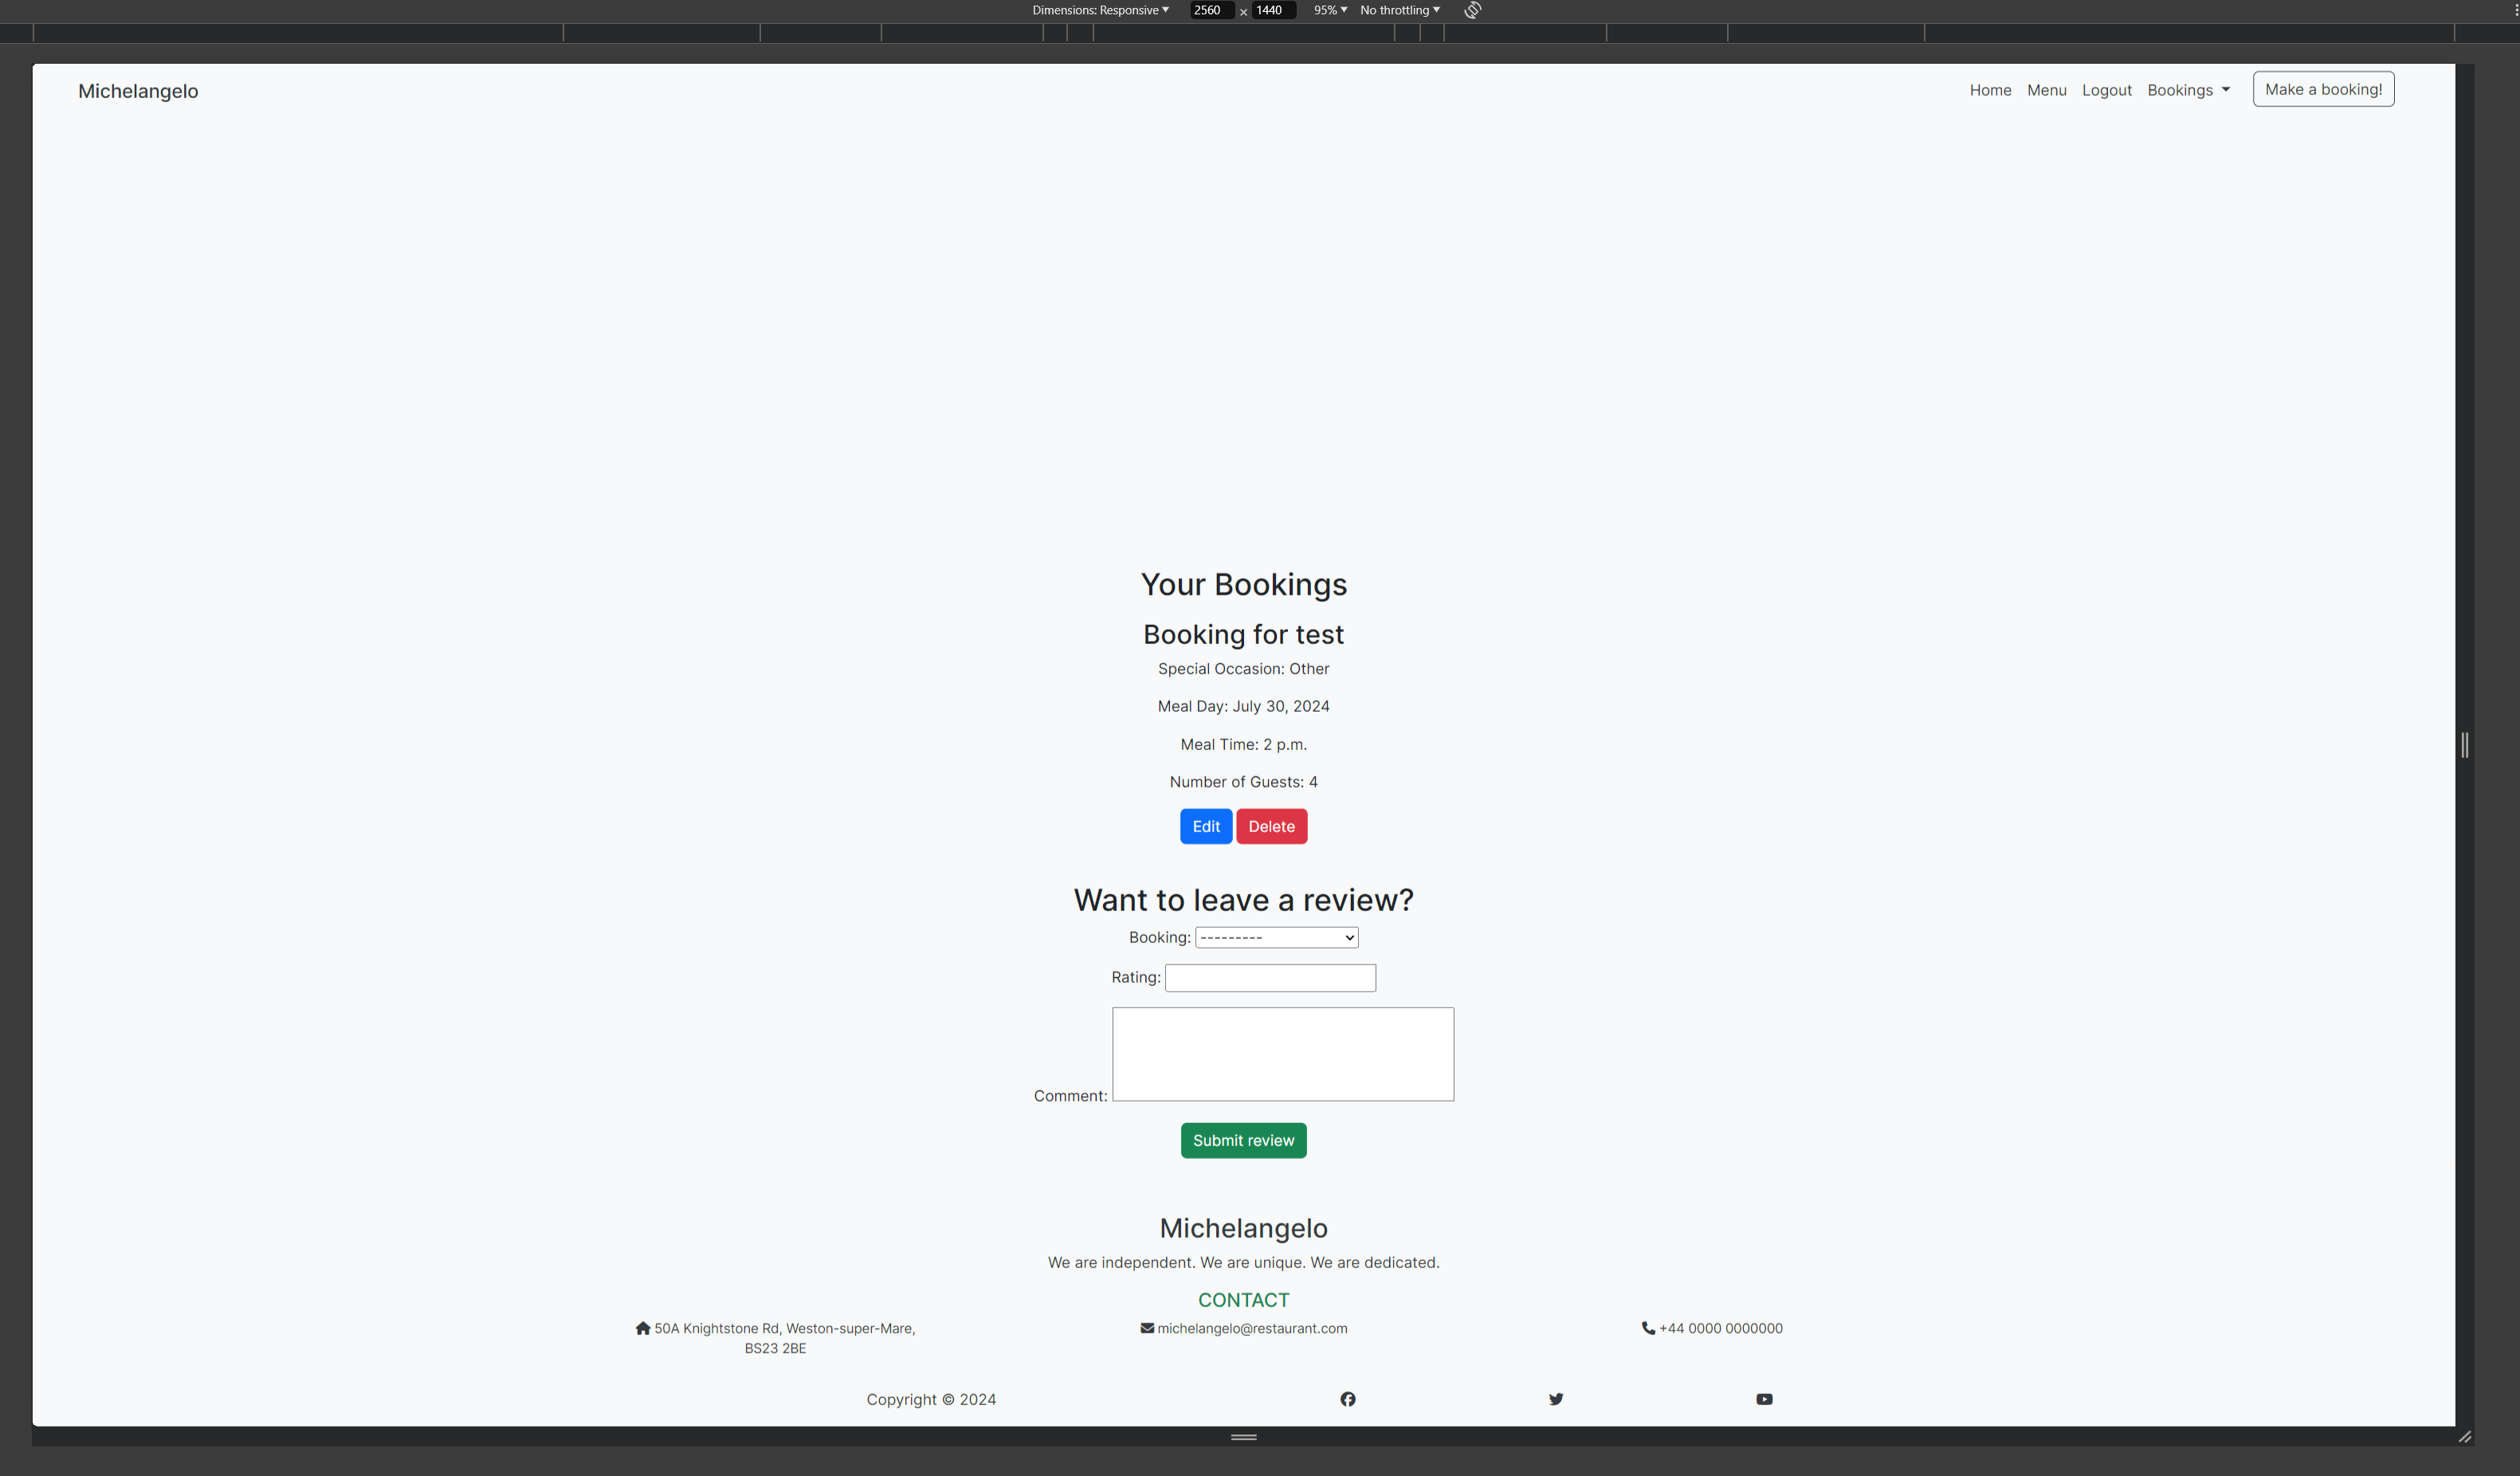 Dimensions: Responsive 2560 × 1440 95% No throttling
Michelangelo Home Menu Logout Bookings Make a booking!
Your Bookings
Booking for test
Special Occasion: Other
Meal Day: July 30, 2024
Meal Time: 2 p.m.
Number of Guests: 4
Edit Delete
Want to leave a review?
Booking: ---------
Rating:
Comment:
Submit review
Michelangelo
We are independent. We are unique. We are dedicated.
CONTACT
50A Knightstone Rd, Weston-super-Mare,
BS23 2BE
michelangelo@restaurant.com
+44 0000 0000000
Copyright © 2024